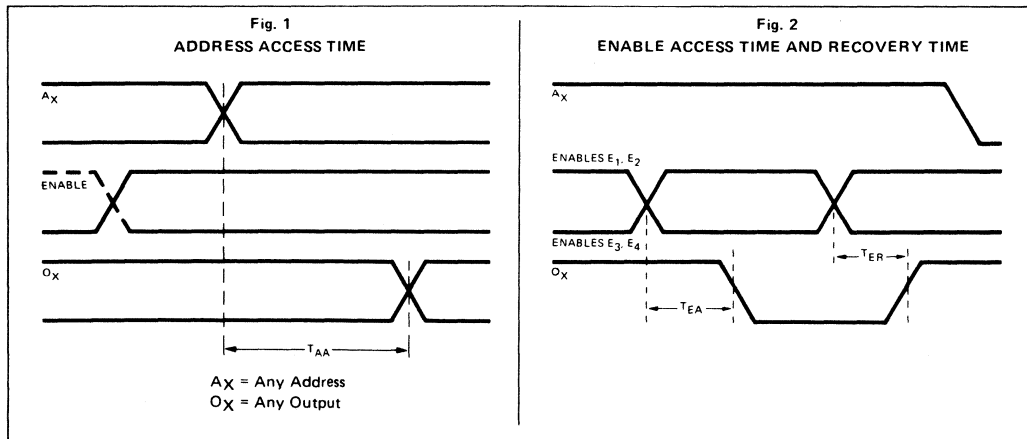 Fig. 1
ADDRESS ACCESS TIME
AX
ENABLE
OX
TAA
AX = Any Address
OX = Any Output
Fig. 2
ENABLE ACCESS TIME AND RECOVERY TIME
AX
ENABLES E1, E2
ENABLES E3, E4
OX
TER
TEA